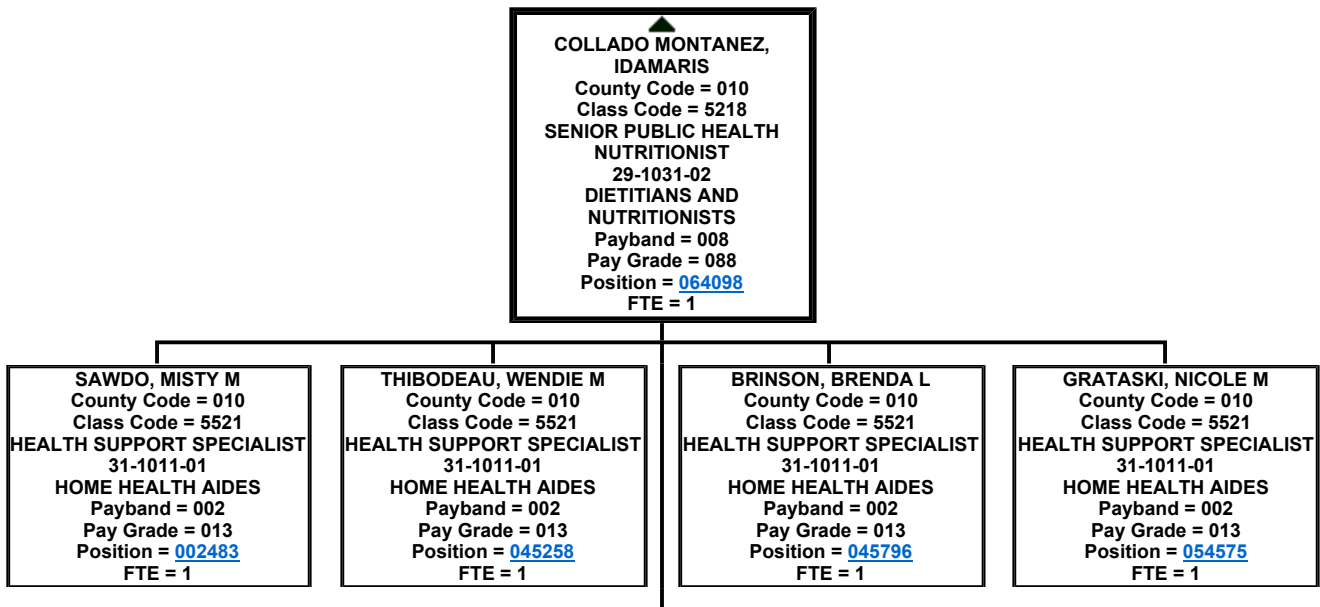 COLLADO MONTANEZ,
IDAMARIS
County Code = 010
Class Code = 5218
SENIOR PUBLIC HEALTH
NUTRITIONIST
29-1031-02
DIETITIANS AND
NUTRITIONISTS
Payband = 008
Pay Grade = 088
Position = 064098
FTE = 1
SAWDO, MISTY M
County Code = 010
Class Code = 5521
HEALTH SUPPORT SPECIALIST
31-1011-01
HOME HEALTH AIDES
Payband = 002
Pay Grade = 013
Position = 002483
FTE = 1
THIBODEAU, WENDIE M
County Code = 010
Class Code = 5521
HEALTH SUPPORT SPECIALIST
31-1011-01
HOME HEALTH AIDES
Payband = 002
Pay Grade = 013
Position = 045258
FTE = 1
BRINSON, BRENDA L
County Code = 010
Class Code = 5521
HEALTH SUPPORT SPECIALIST
31-1011-01
HOME HEALTH AIDES
Payband = 002
Pay Grade = 013
Position = 045796
FTE = 1
GRATASKI, NICOLE M
County Code = 010
Class Code = 5521
HEALTH SUPPORT SPECIALIST
31-1011-01
HOME HEALTH AIDES
Payband = 002
Pay Grade = 013
Position = 054575
FTE = 1